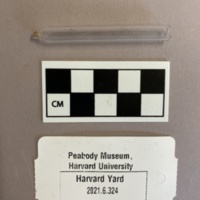 CM
Peabody Museum,
Harvard University
Harvard Yard
2021.6.324